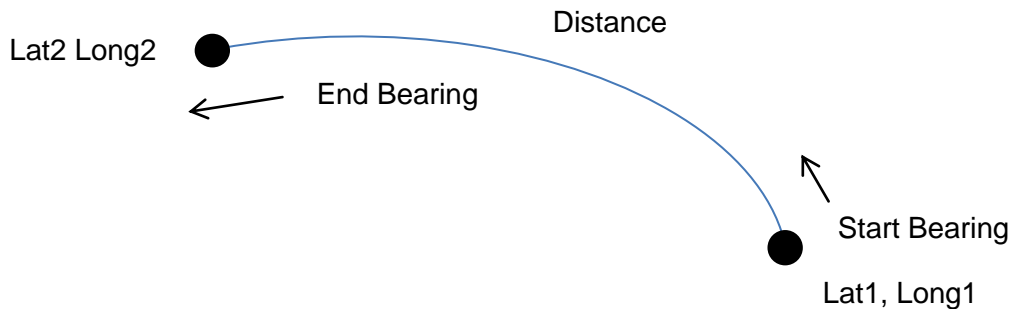 Distance
Lat2 Long2
End Bearing
Start Bearing
Lat1, Long1